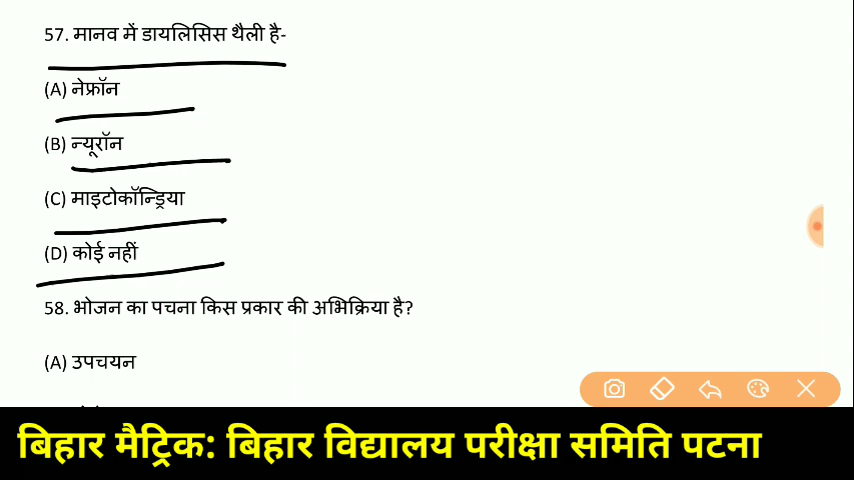 57. मानव में डायलिसिस थैली है-
(A) नेफ्रॉन
(B) न्यूरॉन
(C) माइटोकॉन्ड्रिया
(D) कोई नहीं
58. भोजन का पचना किस प्रकार की अभिक्रिया है?
(A) उपचयन
बिहार मैट्रिक: बिहार विद्यालय परीक्षा समिति पटना